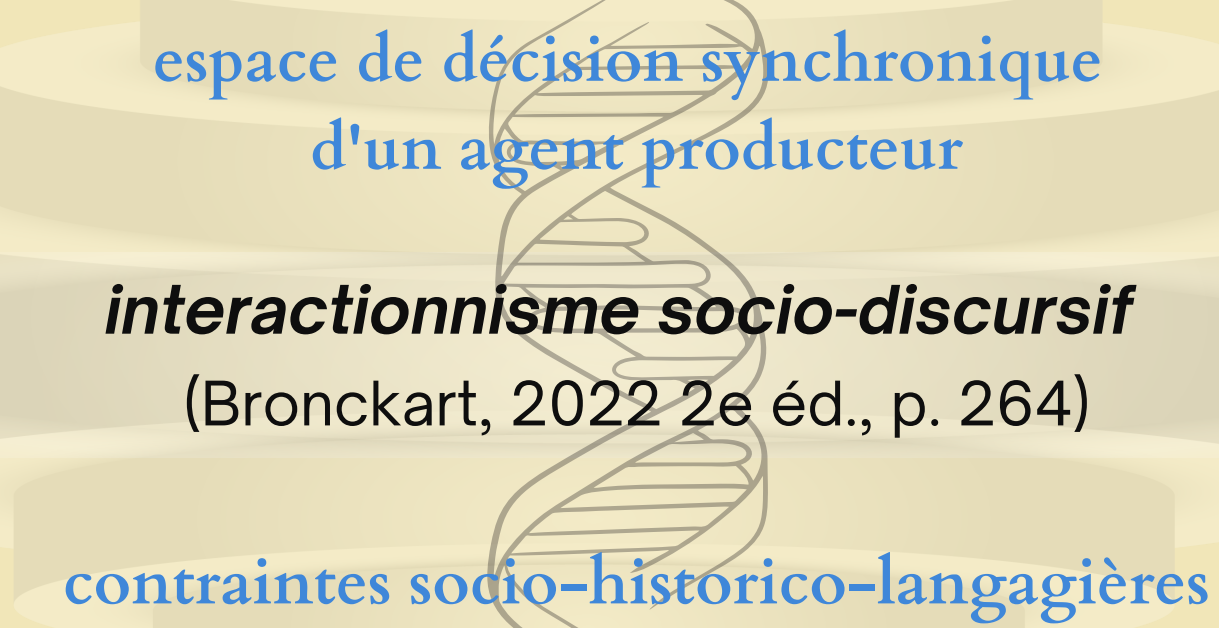 espace de décision synchronique
d'un agent producteur
interactionnisme socio-discursif
(Bronckart, 2022 2e éd., p. 264)
contraintes socio-historico-langagières